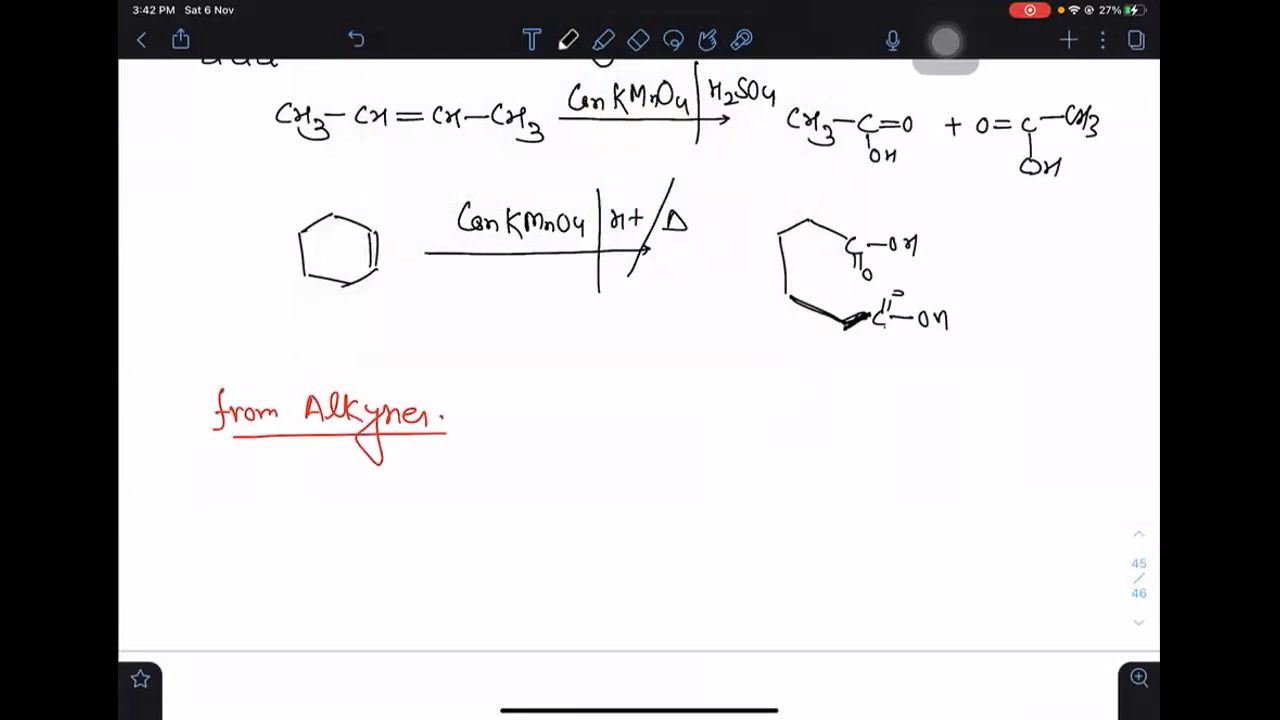 3:42 PM Sat 6 Nov
27%
T
CH3-CH=CH-CH3 Con KMnO4 | H2SO4 CH3-C=O + O=C-CH3
OH OH
Con KMnO4 | H+ / Δ
C-OH
O
O
C-OH
from Alkynes.
45
/
46